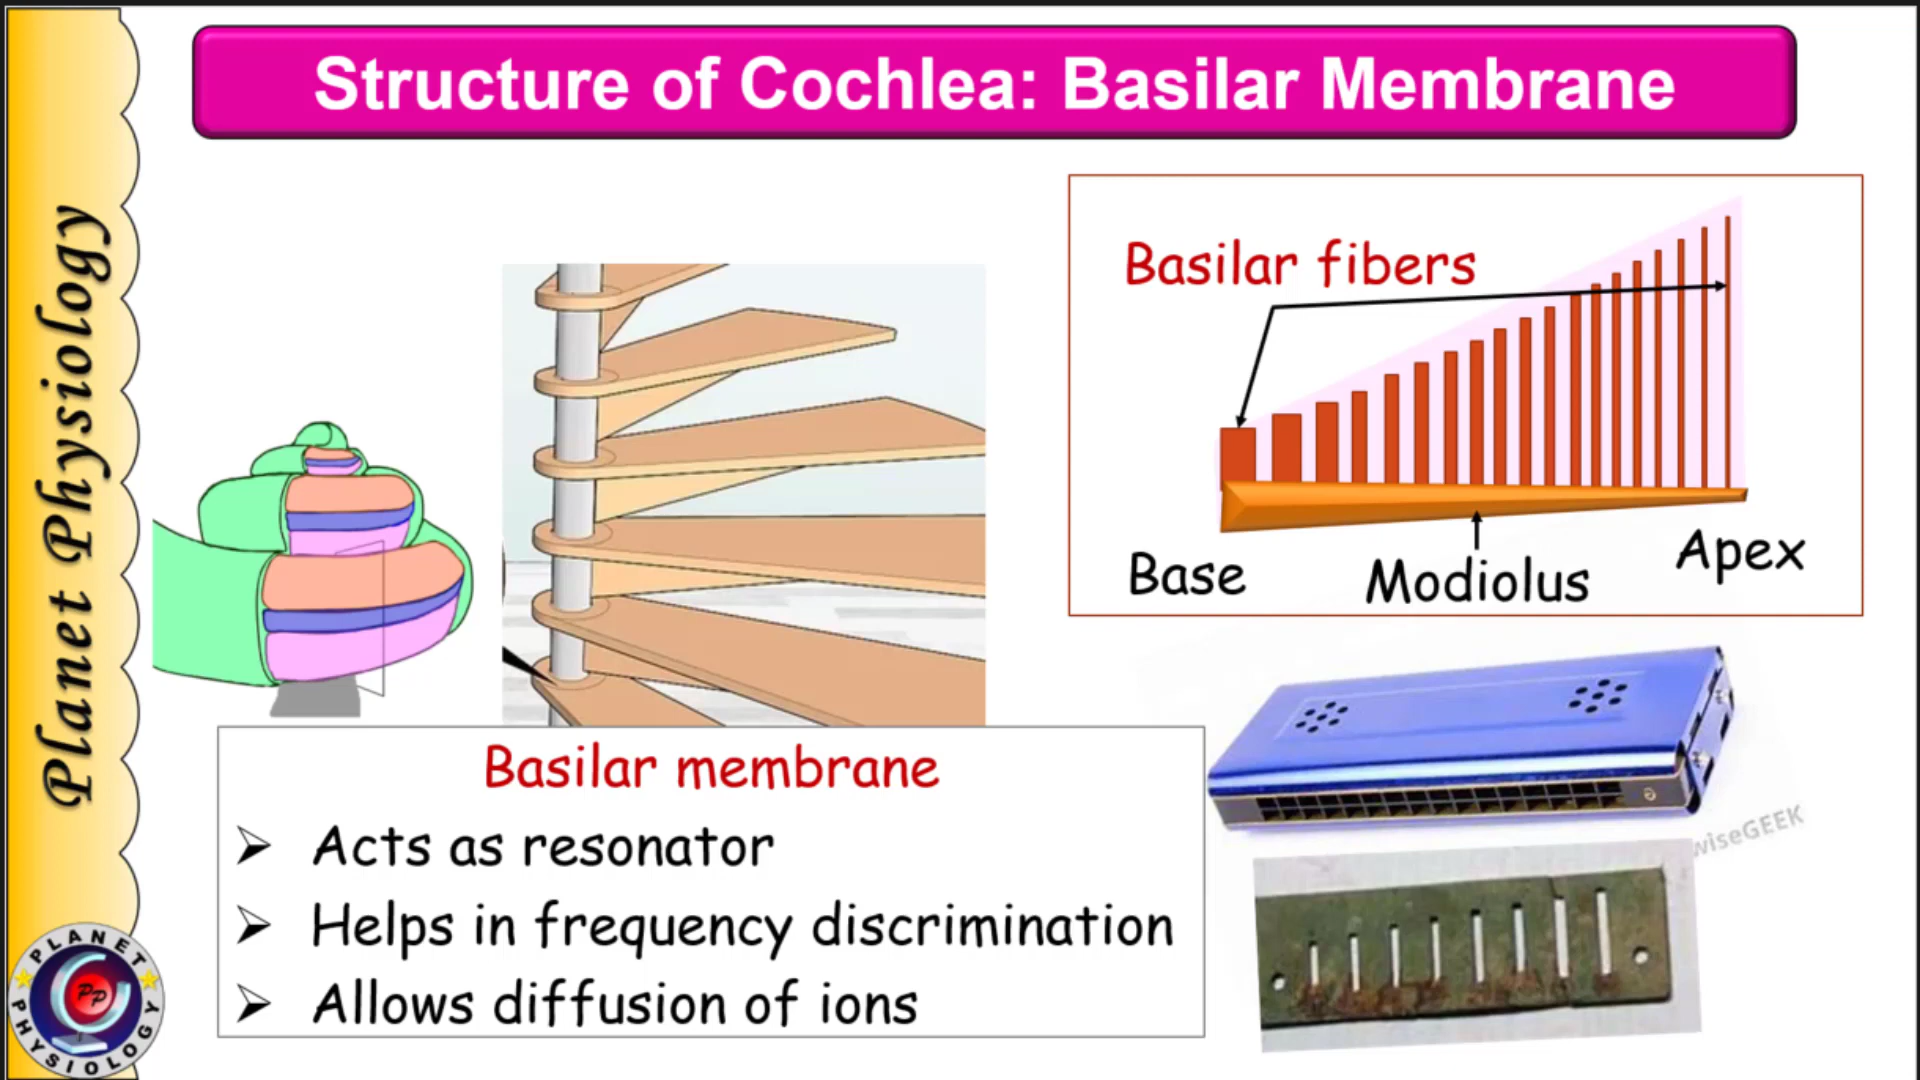 Structure of Cochlea: Basilar Membrane
Planet Physiology
Basilar fibers
Base
Modiolus
Apex
Basilar membrane
➢ Acts as resonator
➢ Helps in frequency discrimination
➢ Allows diffusion of ions
wiseGEEK
PLANET
PP
PHYSIOLOGY